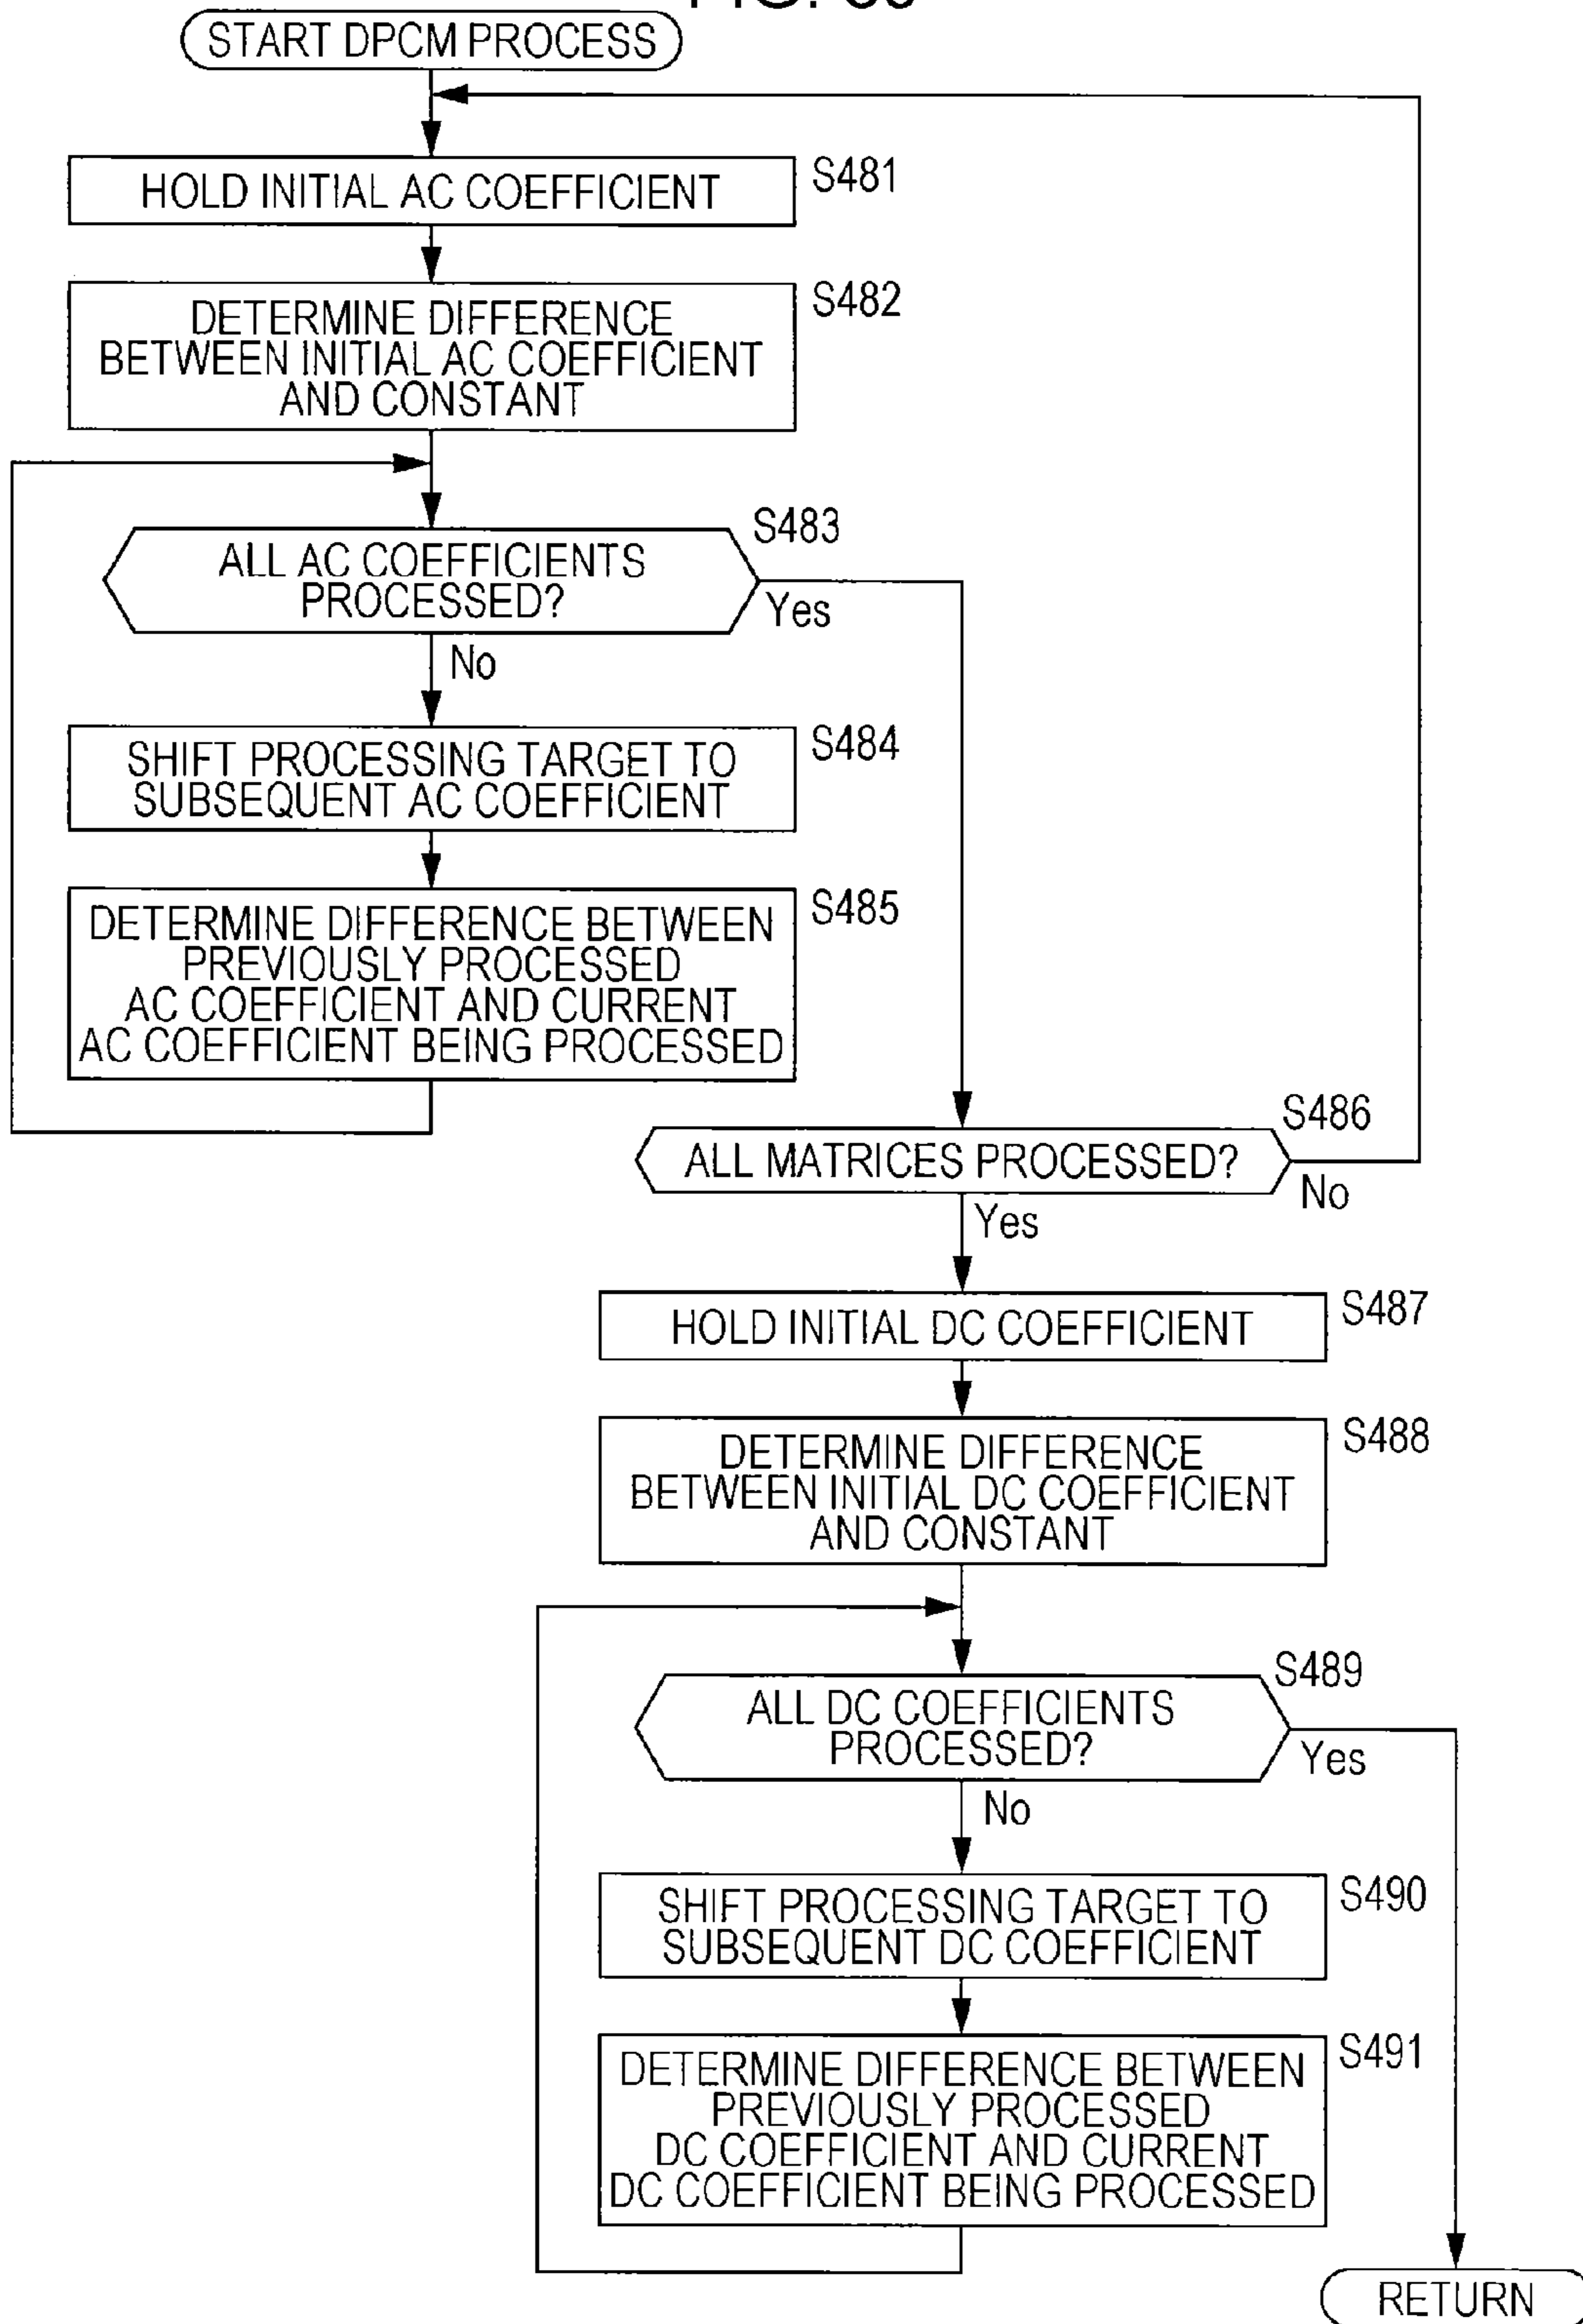 START DPCM PROCESS
HOLD INITIAL AC COEFFICIENT
S481
DETERMINE DIFFERENCE
BETWEEN INITIAL AC COEFFICIENT
AND CONSTANT
S482
ALL AC COEFFICIENTS
PROCESSED?
S483
Yes
No
SHIFT PROCESSING TARGET TO
SUBSEQUENT AC COEFFICIENT
S484
DETERMINE DIFFERENCE BETWEEN
PREVIOUSLY PROCESSED
AC COEFFICIENT AND CURRENT
AC COEFFICIENT BEING PROCESSED
S485
ALL MATRICES PROCESSED?
S486
No
Yes
HOLD INITIAL DC COEFFICIENT
S487
DETERMINE DIFFERENCE
BETWEEN INITIAL DC COEFFICIENT
AND CONSTANT
S488
ALL DC COEFFICIENTS
PROCESSED?
S489
Yes
No
SHIFT PROCESSING TARGET TO
SUBSEQUENT DC COEFFICIENT
S490
DETERMINE DIFFERENCE BETWEEN
PREVIOUSLY PROCESSED
DC COEFFICIENT AND CURRENT
DC COEFFICIENT BEING PROCESSED
S491
RETURN